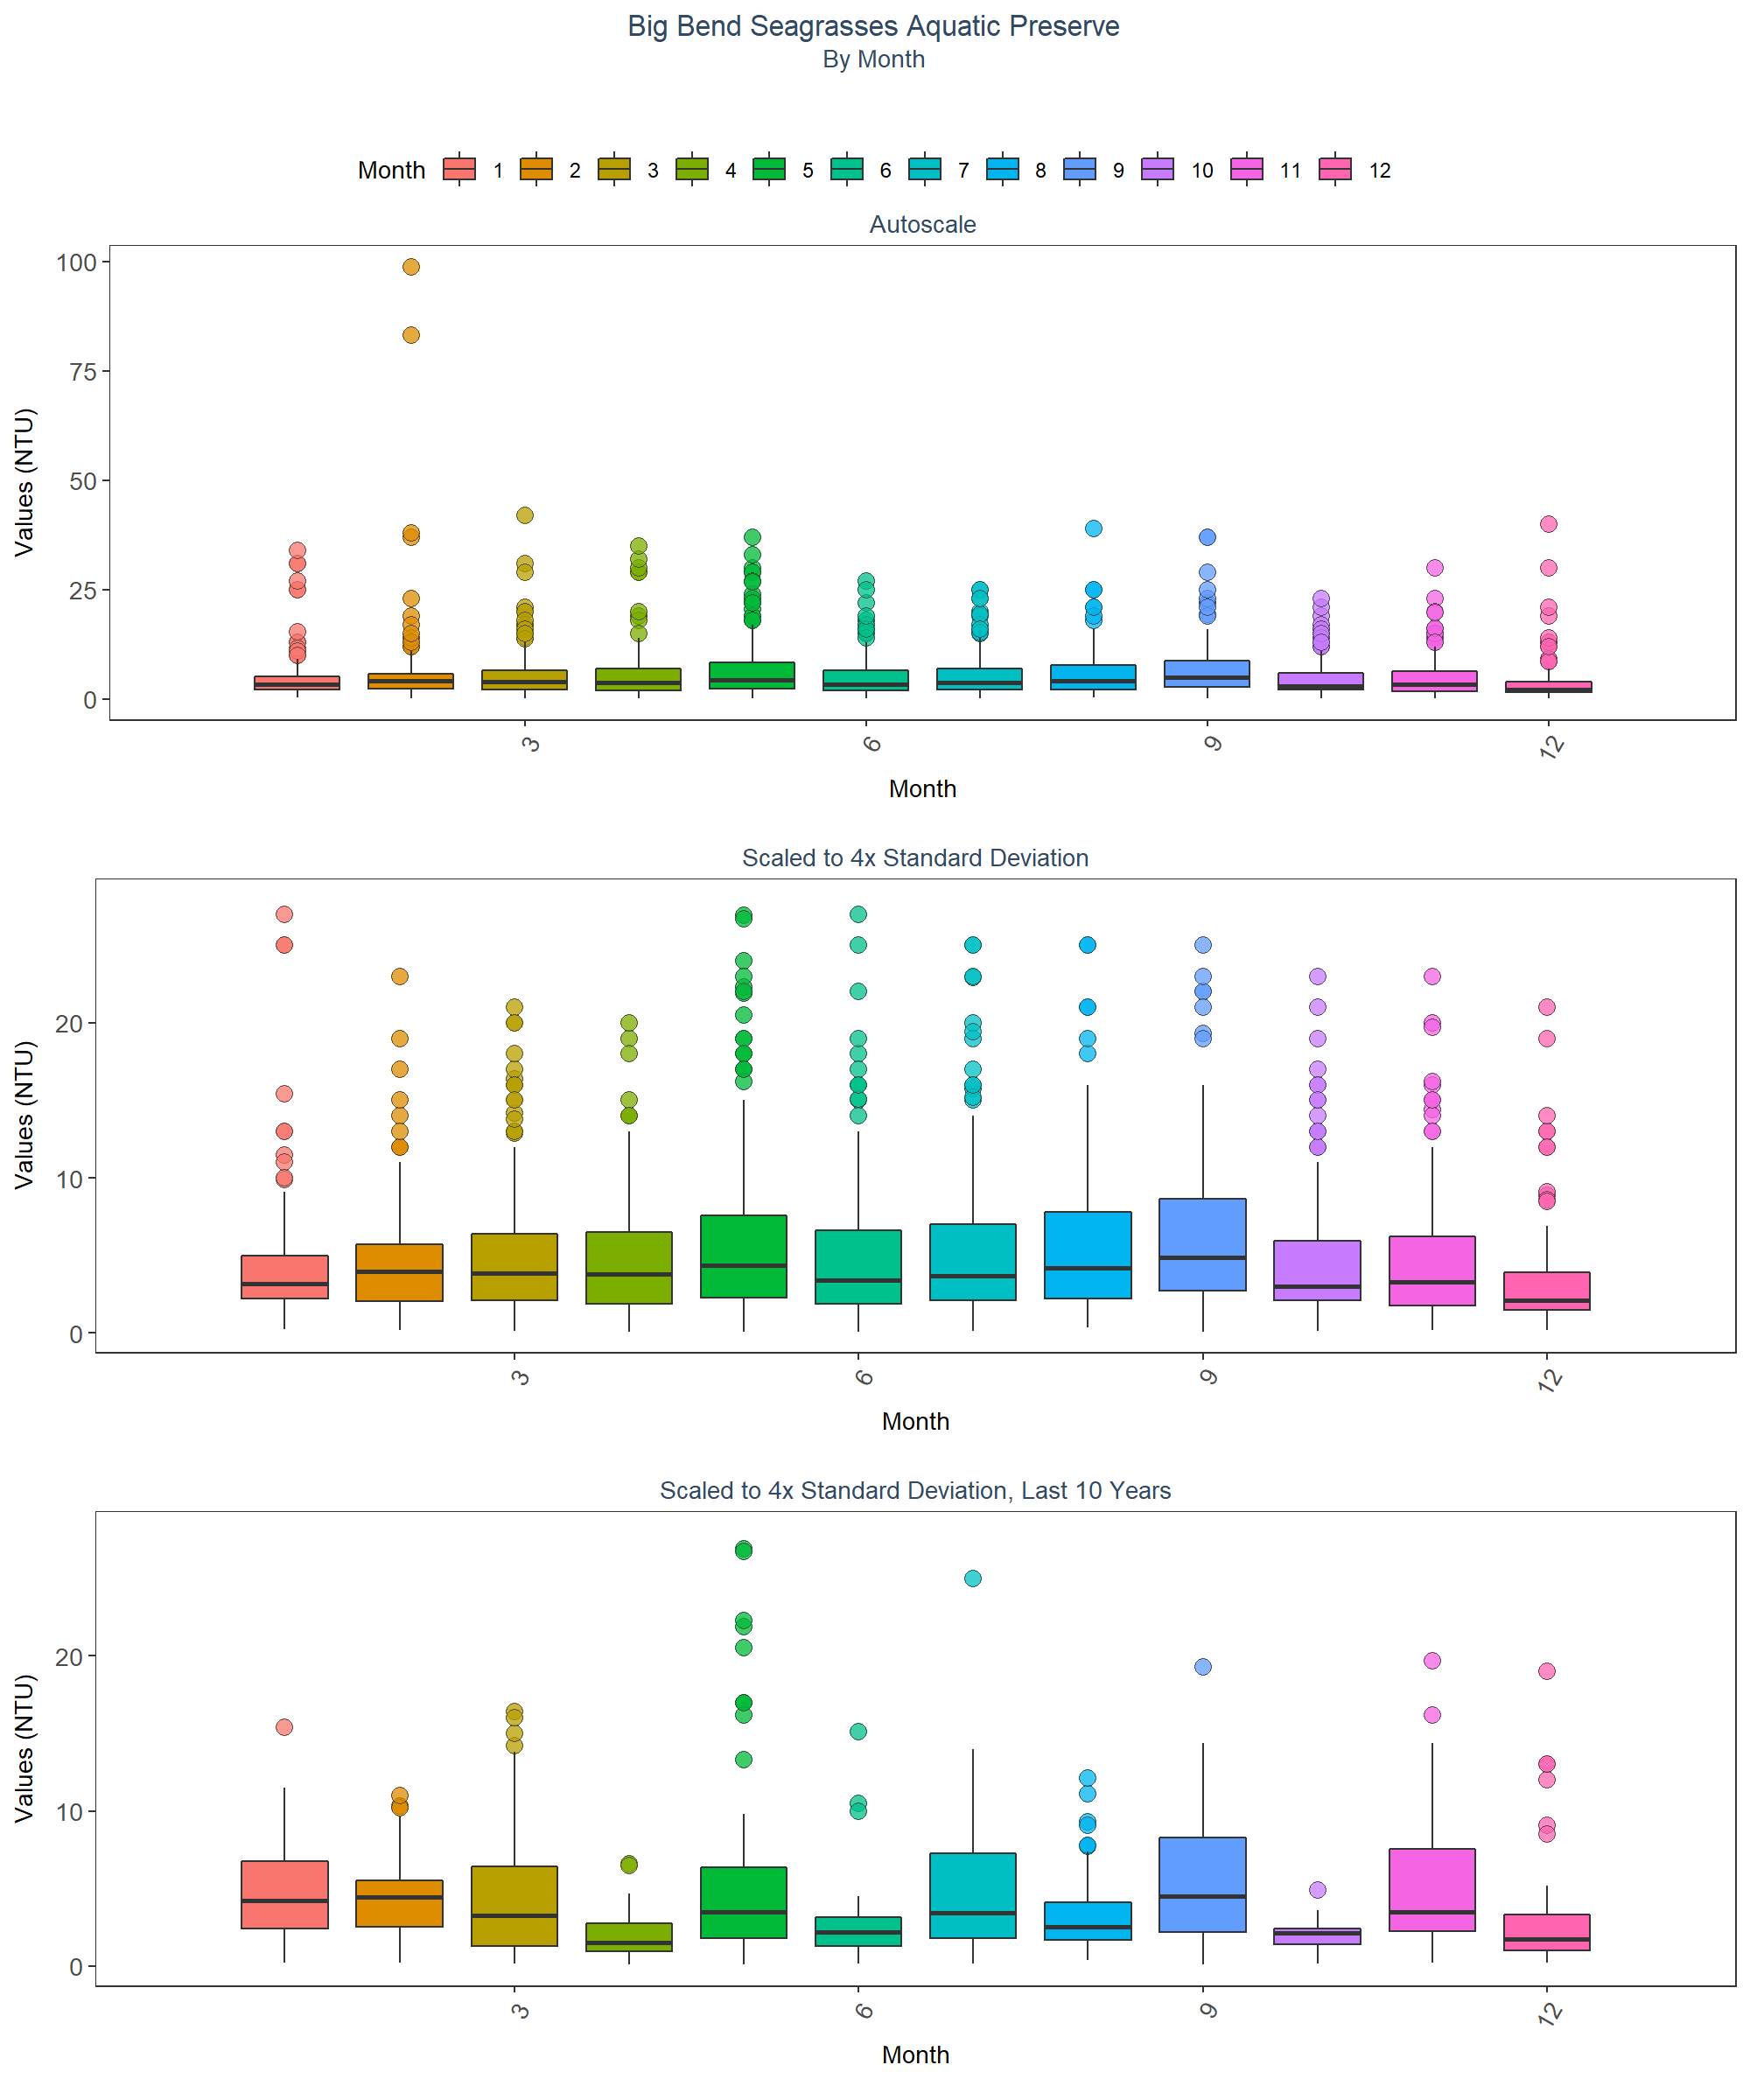 Big Bend Seagrasses Aquatic Preserve
By Month
Month 1 2 3 4 5 6 7 8 9 10 11 12
Autoscale
Values (NTU)
100
75
50
25
0
3 6 9 12
Month
Scaled to 4x Standard Deviation
Values (NTU)
20
10
0
3 6 9 12
Month
Scaled to 4x Standard Deviation, Last 10 Years
Values (NTU)
20
10
0
3 6 9 12
Month